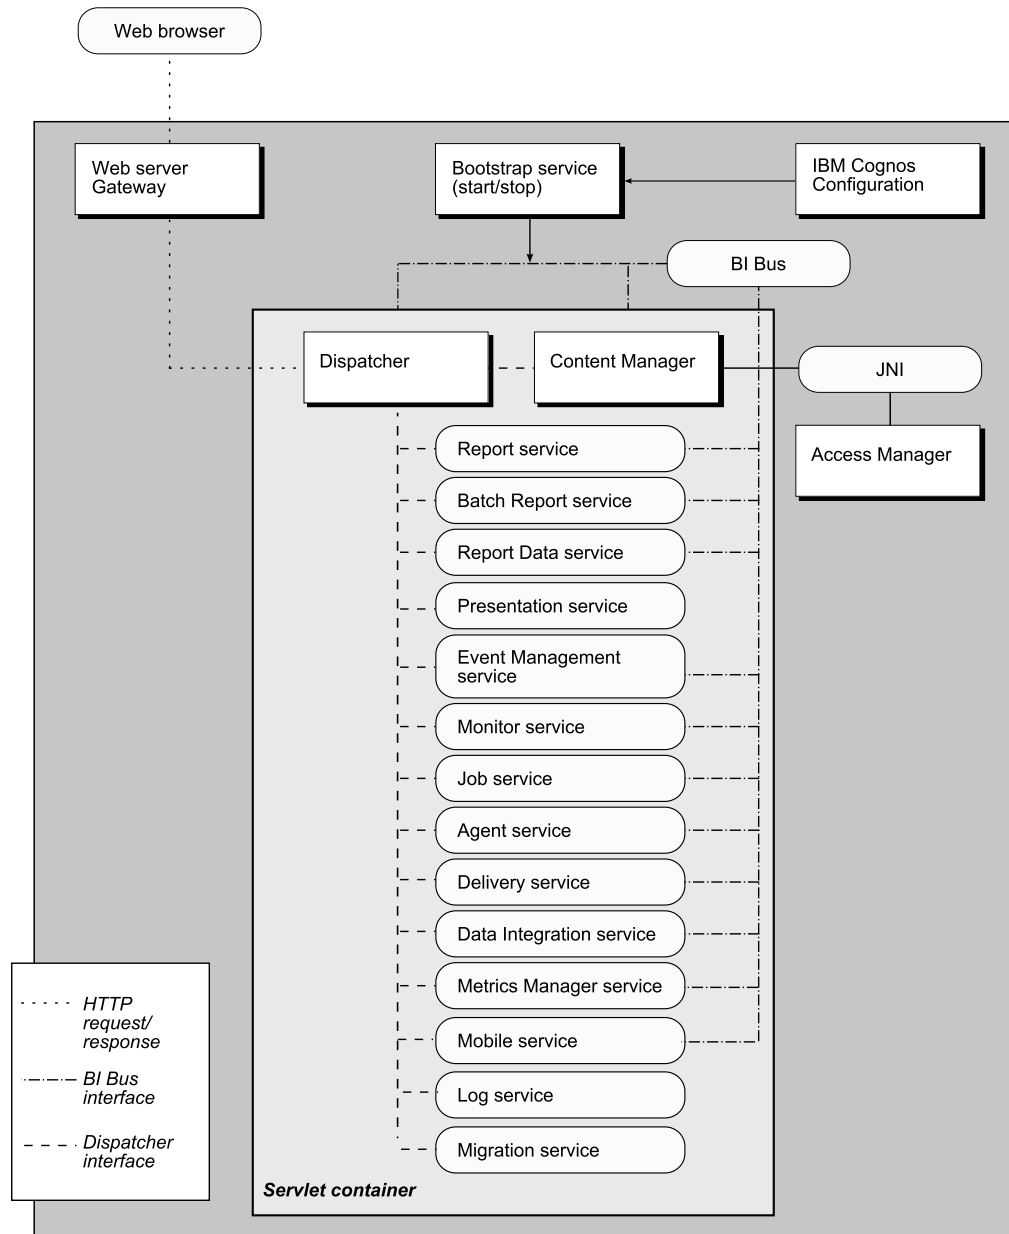 Web browser
Web server
Gateway
Bootstrap service
(start/stop)
IBM Cognos
Configuration
BI Bus
Dispatcher
Content Manager
JNI
Access Manager
Report service
Batch Report service
Report Data service
Presentation service
Event Management
service
Monitor service
Job service
Agent service
Delivery service
Data Integration service
Metrics Manager service
Mobile service
Log service
Migration service
Servlet container
HTTP
request/
response
BI Bus
interface
Dispatcher
interface